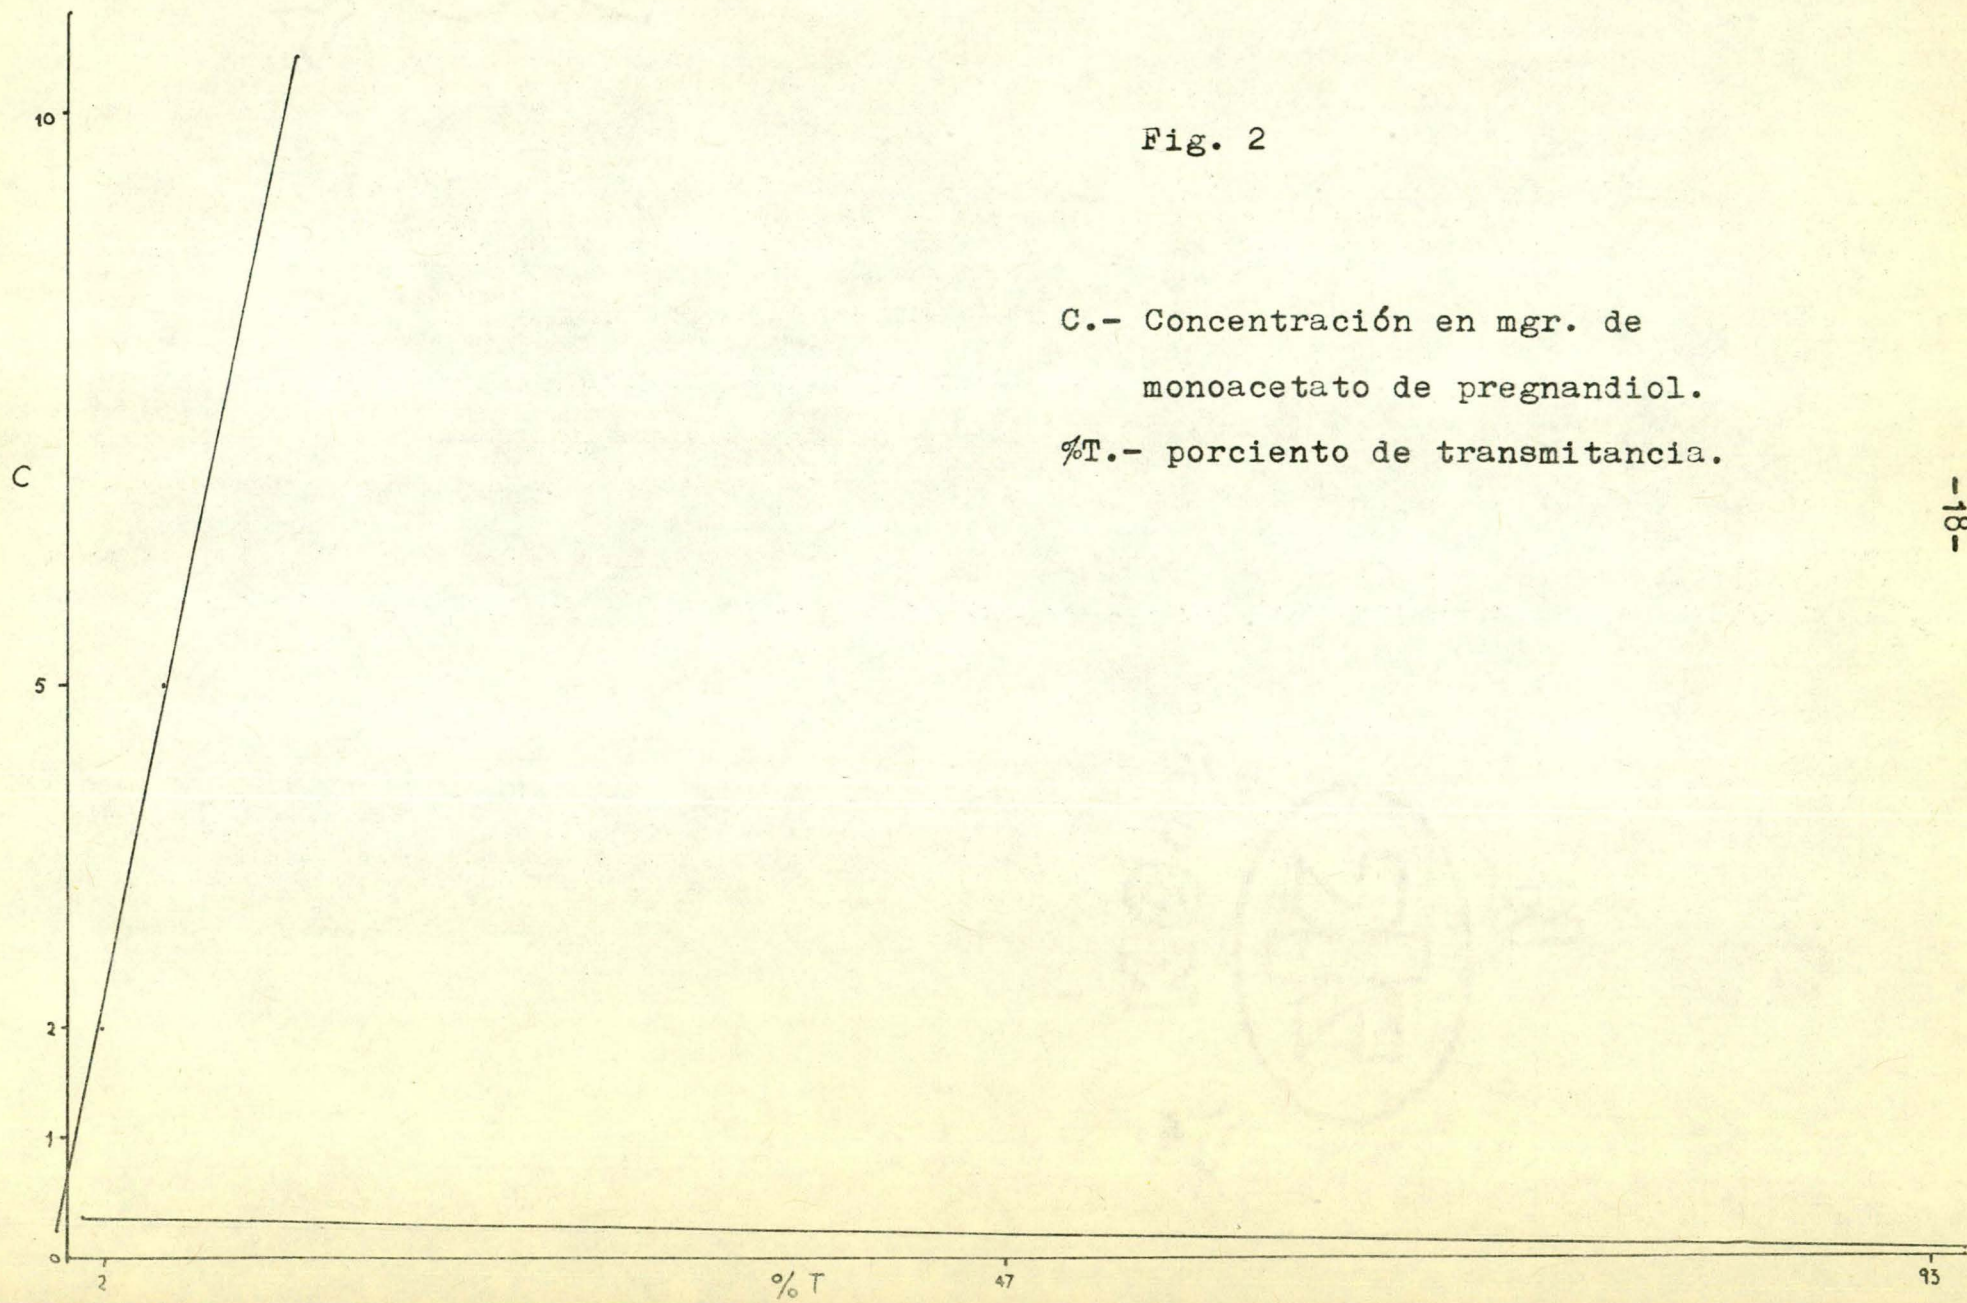 10
Fig. 2
C.- Concentración en mgr. de
monoacetato de pregnandiol.
%T.- porciento de transmitancia.
C
-18-
5
2
1
0
2
% T
47
93